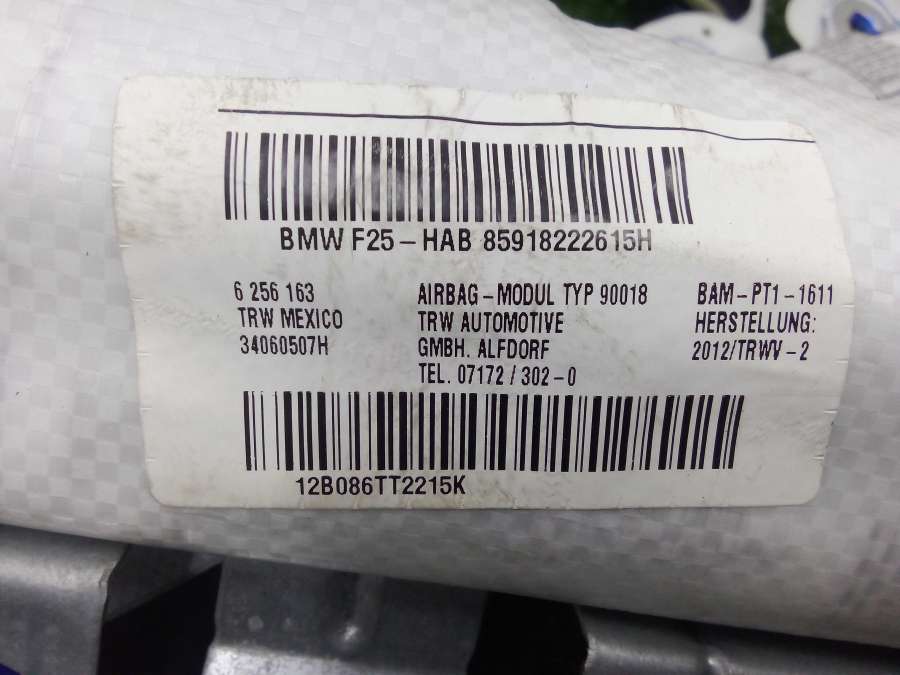 BMW F25-HAB 85918222615H
6 256 163
TRW MEXICO
34060507H
AIRBAG-MODUL TYP 90018
TRW AUTOMOTIVE
GMBH. ALFDORF
TEL. 07172/302-0
BAM-PT1-1611
HERSTELLUNG:
2012/TRWV-2
12B086TT2215K